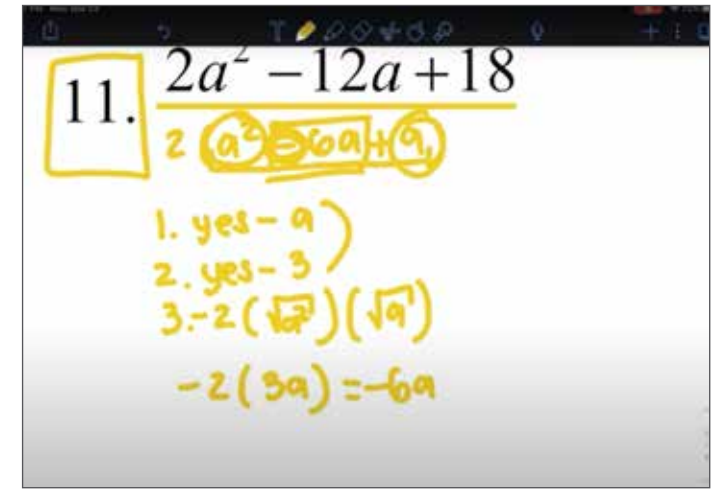 11. 2a² −12a +18
2 (a² − 6a + 9)
1. yes - a
2. yes - 3
3. -2 (√a²) (√9)
-2 (3a) = -6a